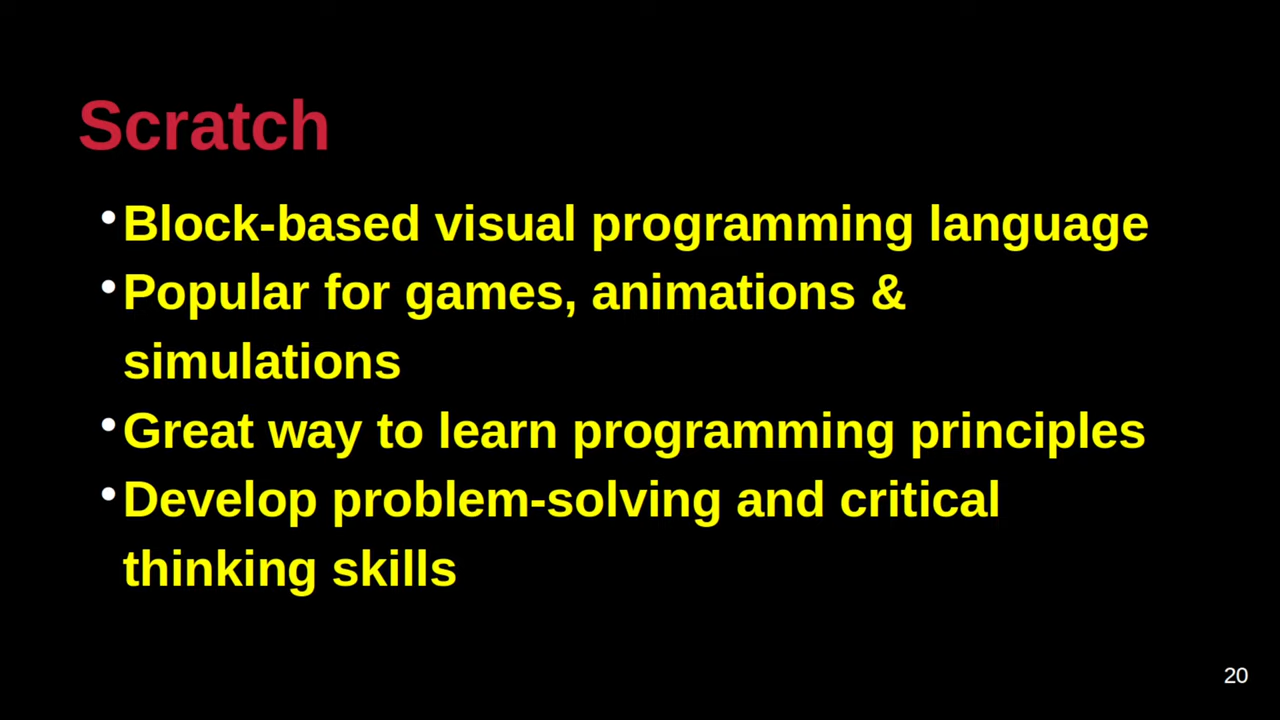 Scratch
•Block-based visual programming language
•Popular for games, animations &
simulations
•Great way to learn programming principles
•Develop problem-solving and critical
thinking skills
20